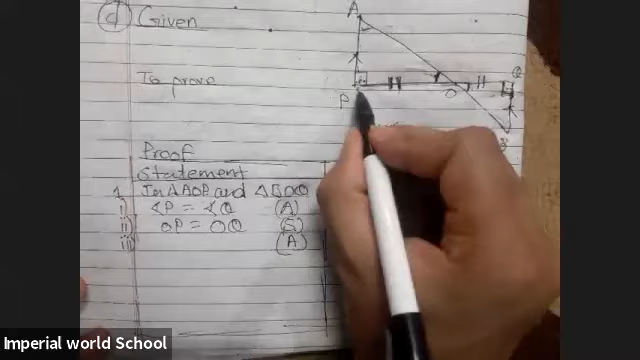 (d) Given
To prove
Proof
Statement
1 In △AOP and △BOQ
i) ∢P = ∢Q (A)
ii) OP = OQ (S)
iii) (A)
A
P
O
Q
B
Imperial world School